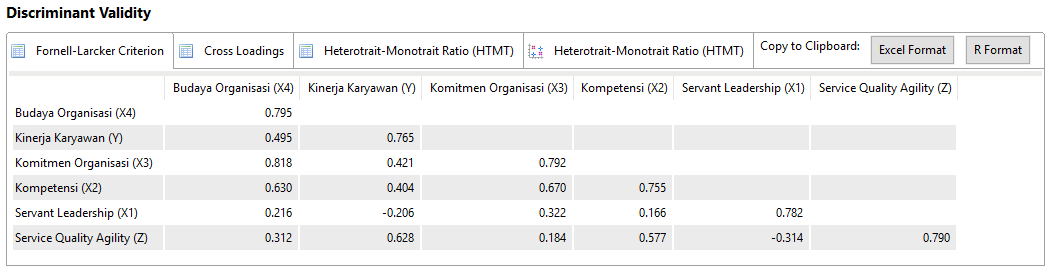 Discriminant Validity
Fornell-Larcker Criterion Cross Loadings Heterotrait-Monotrait Ratio (HTMT) Heterotrait-Monotrait Ratio (HTMT) Copy to Clipboard: Excel Format R Format
Budaya Organisasi (X4) Kinerja Karyawan (Y) Komitmen Organisasi (X3) Kompetensi (X2) Servant Leadership (X1) Service Quality Agility (Z)
Budaya Organisasi (X4) 0.795
Kinerja Karyawan (Y) 0.495 0.765
Komitmen Organisasi (X3) 0.818 0.421 0.792
Kompetensi (X2) 0.630 0.404 0.670 0.755
Servant Leadership (X1) 0.216 -0.206 0.322 0.166 0.782
Service Quality Agility (Z) 0.312 0.628 0.184 0.577 -0.314 0.790